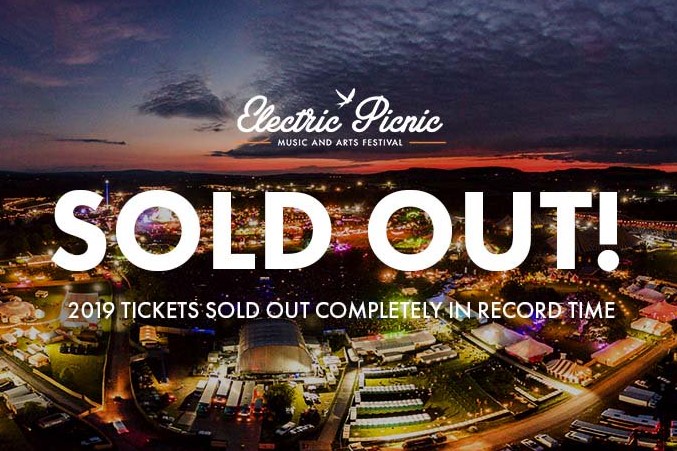 Electric Picnic
MUSIC AND ARTS FESTIVAL
SOLD OUT!
2019 TICKETS SOLD OUT COMPLETELY IN RECORD TIME